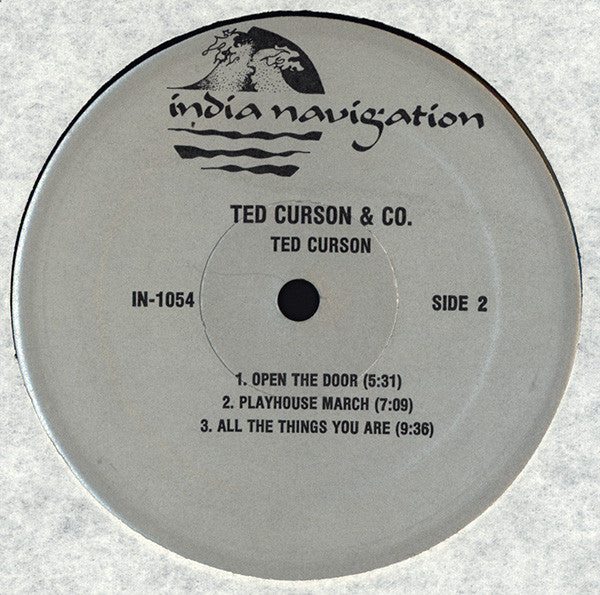 india navigation
TED CURSON & CO.
TED CURSON
IN-1054
SIDE 2
1. OPEN THE DOOR (5:31)
2. PLAYHOUSE MARCH (7:09)
3. ALL THE THINGS YOU ARE (9:36)